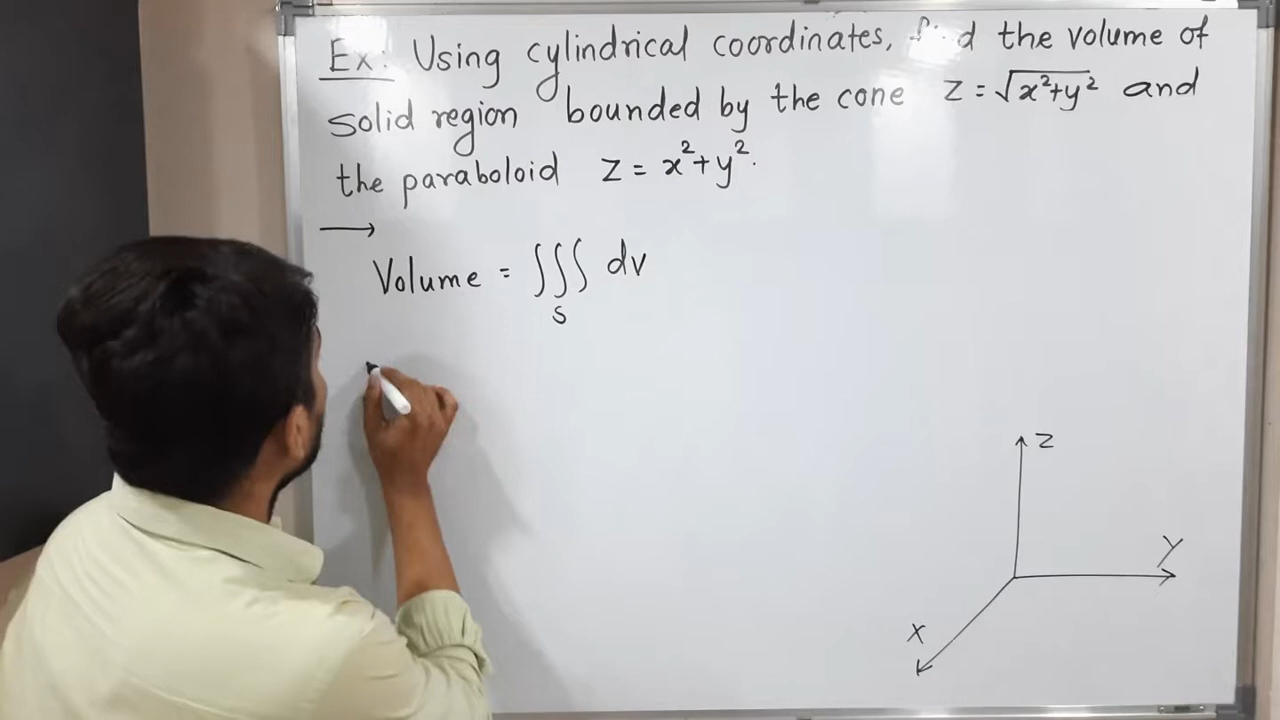 Ex: Using cylindrical coordinates, find the volume of
solid region bounded by the cone z = √x²+y² and
the paraboloid z = x²+y².
→
Volume = ∫∫∫ dv
S
z
y
x